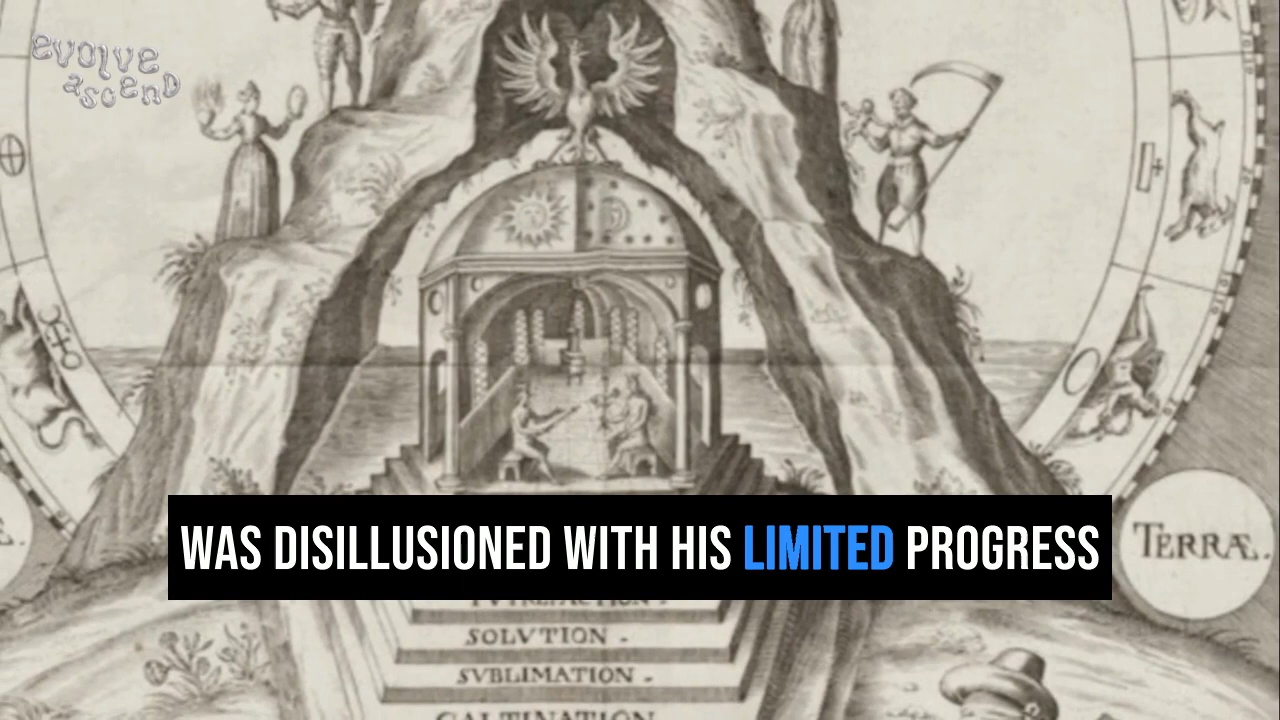 evolve
ascend
WAS DISILLUSIONED WITH HIS LIMITED PROGRESS
TERRÆ.
SOLVTION -
SVBLIMATION -